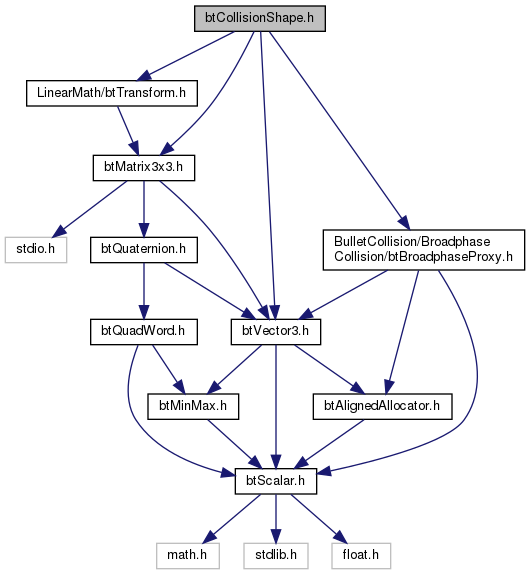 btCollisionShape.h
LinearMath/btTransform.h
btMatrix3x3.h
stdio.h
btQuaternion.h
BulletCollision/Broadphase
Collision/btBroadphaseProxy.h
btQuadWord.h
btVector3.h
btMinMax.h
btAlignedAllocator.h
btScalar.h
math.h
stdlib.h
float.h